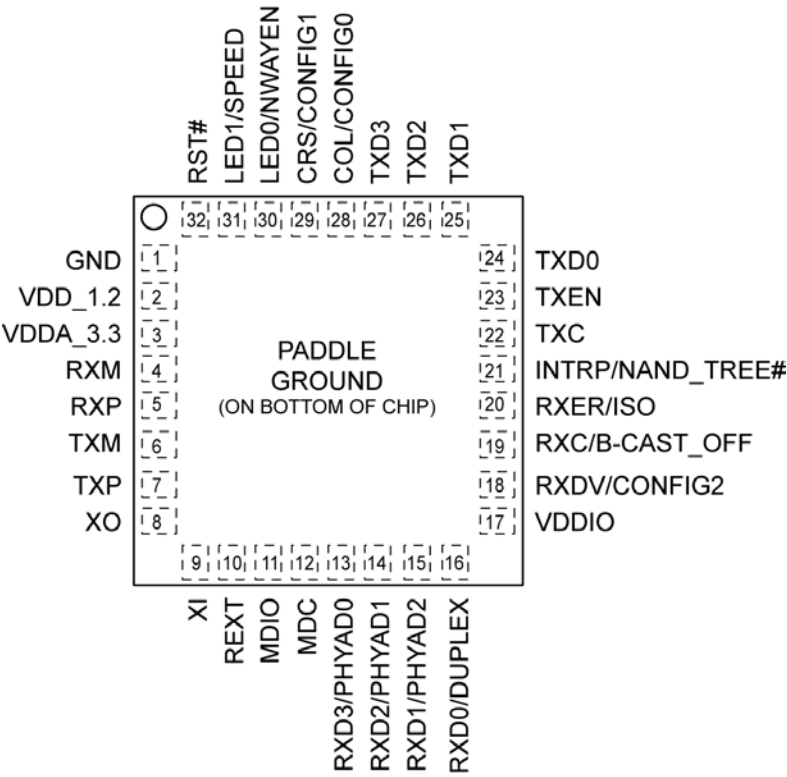 RST#
LED1/SPEED
LED0/NWAYEN
CRS/CONFIG1
COL/CONFIG0
TXD3
TXD2
TXD1
32 31 30 29 28 27 26 25
GND 1
VDD_1.2 2
VDDA_3.3 3
RXM 4
RXP 5
TXM 6
TXP 7
XO 8
PADDLE
GROUND
(ON BOTTOM OF CHIP)
24 TXD0
23 TXEN
22 TXC
21 INTRP/NAND_TREE#
20 RXER/ISO
19 RXC/B-CAST_OFF
18 RXDV/CONFIG2
17 VDDIO
9 10 11 12 13 14 15 16
XI
REXT
MDIO
MDC
RXD3/PHYAD0
RXD2/PHYAD1
RXD1/PHYAD2
RXD0/DUPLEX